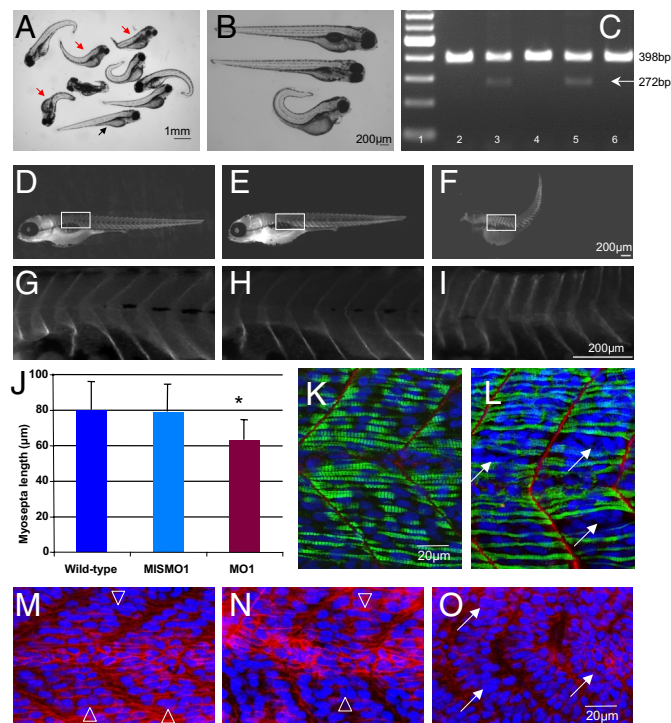 A
1mm
B
200µm
C
398bp
272bp
1 2 3 4 5 6
D
E
F
200µm
G
H
I
200µm
J
Myosepta length (µm)
100
80
60
40
20
0
*
Wild-type MISMO1 MO1
K
20µm
L
20µm
M
N
O
20µm